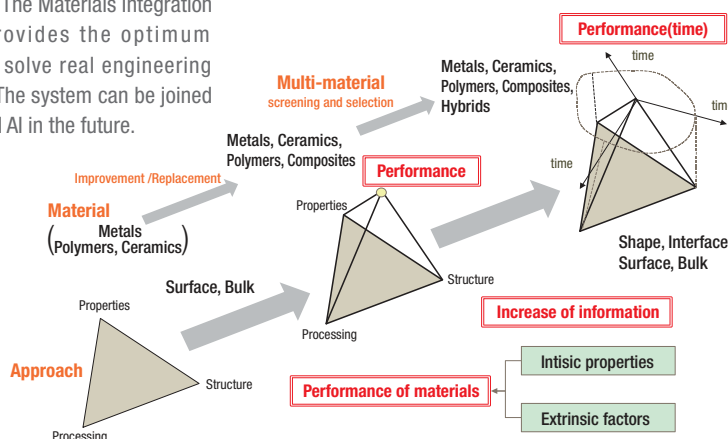 The Materials Integration
rovides the optimum
solve real engineering
The system can be joined
AI in the future.
Performance(time)
time
time
time
Multi-material
screening and selection
Metals, Ceramics,
Polymers, Composites,
Hybrids
Metals, Ceramics,
Polymers, Composites
Improvement /Replacement
Material
( Metals
Polymers, Ceramics)
Performance
Properties
Structure
Processing
Shape, Interface
Surface, Bulk
Surface, Bulk
Increase of information
Approach
Properties
Structure
Processing
Performance of materials
Intisic properties
Extrinsic factors